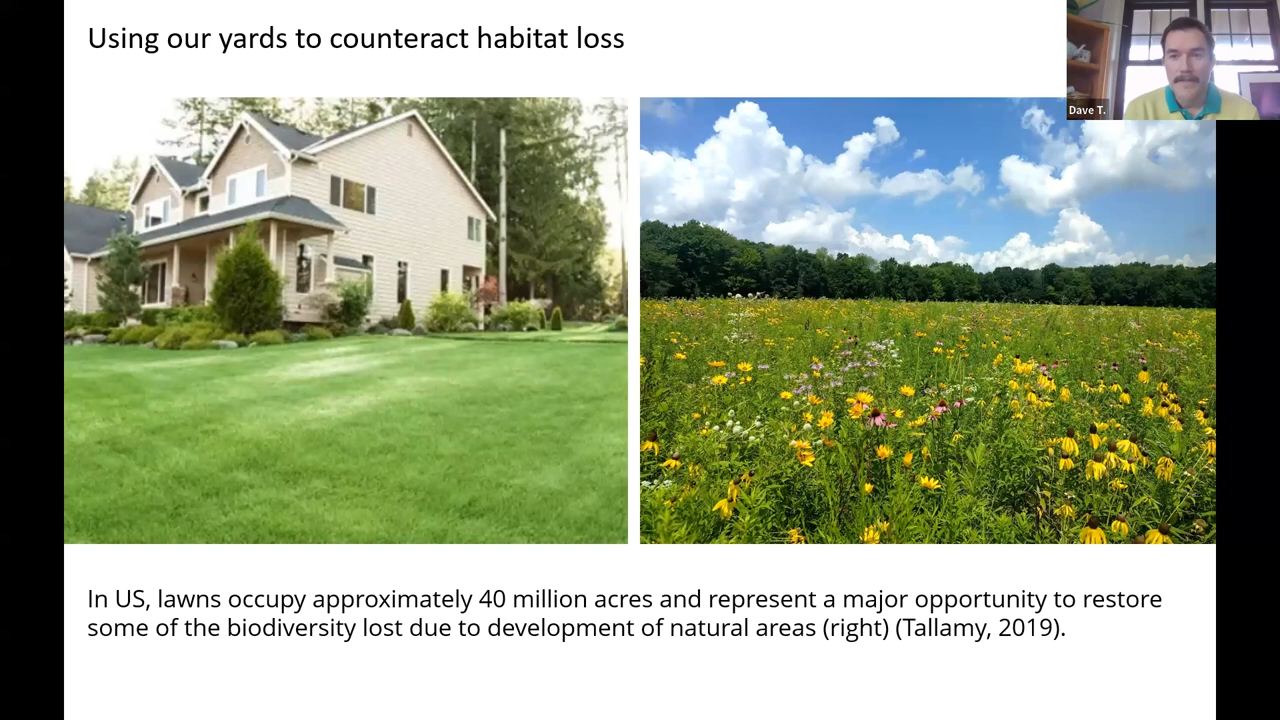 Using our yards to counteract habitat loss
Dave T.
In US, lawns occupy approximately 40 million acres and represent a major opportunity to restore
some of the biodiversity lost due to development of natural areas (right) (Tallamy, 2019).